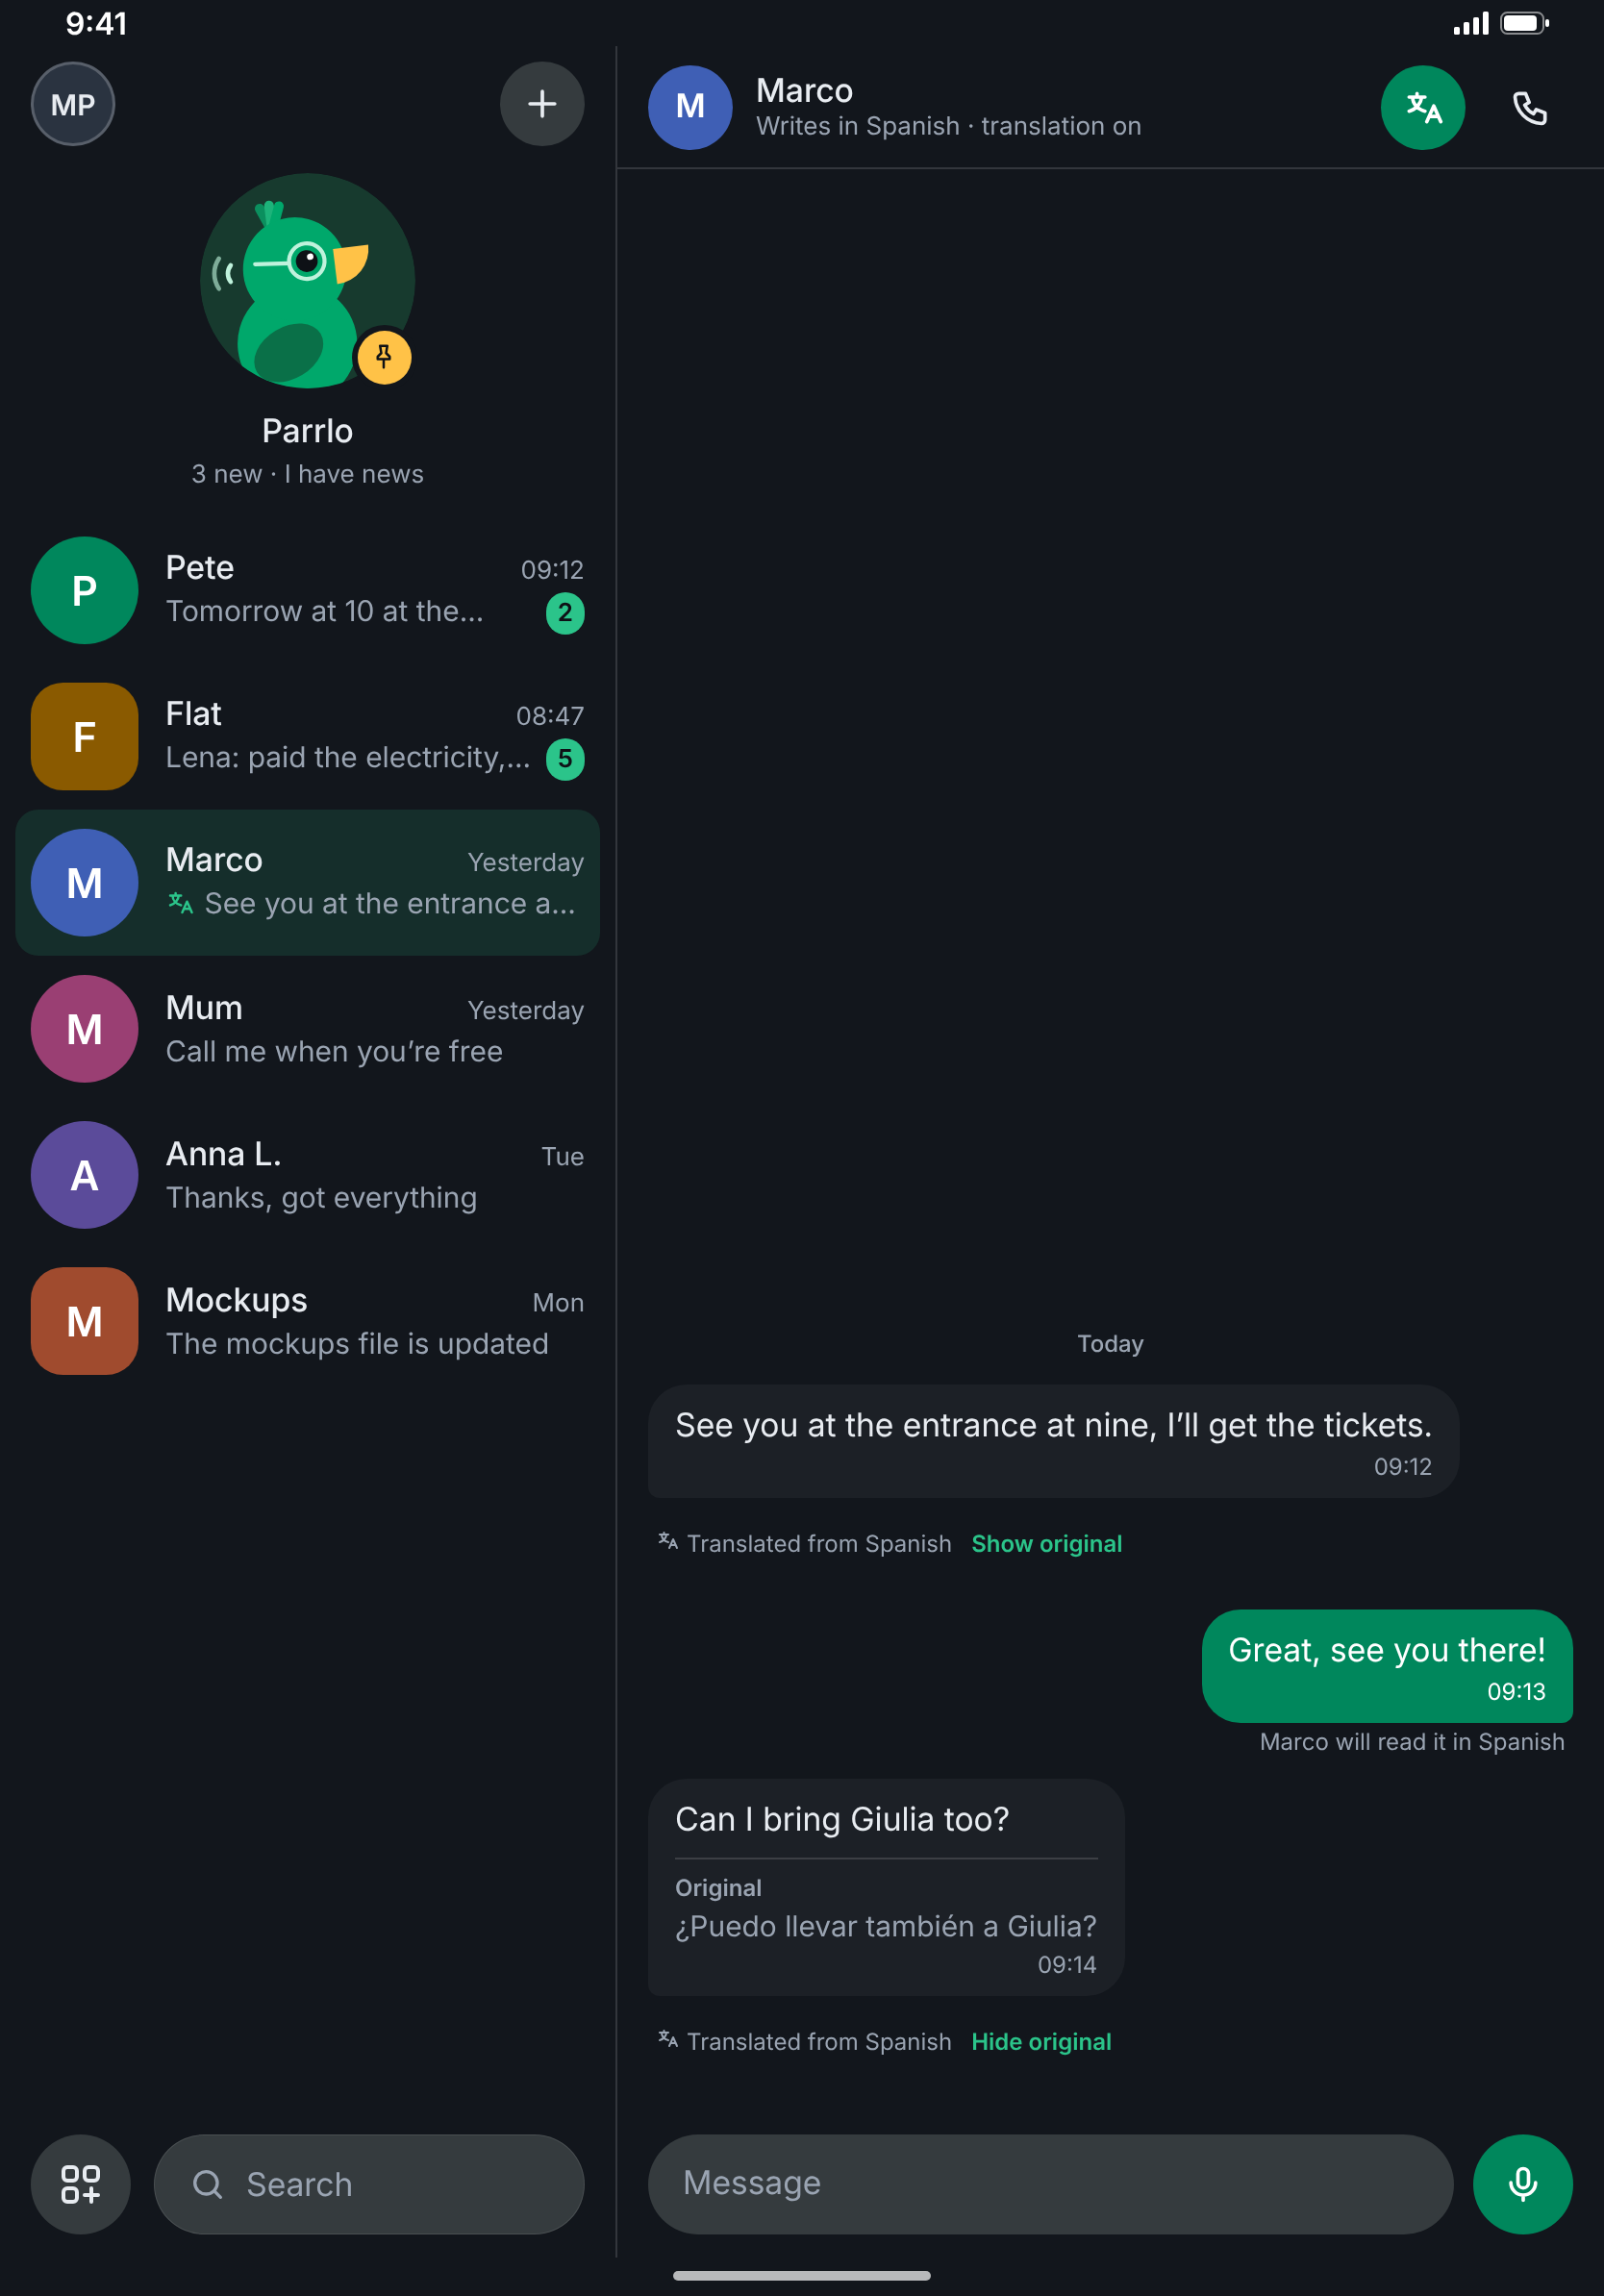 9:41
MP
Parrlo
3 new · I have news
P
Pete
09:12
Tomorrow at 10 at the...
2
F
Flat
08:47
Lena: paid the electricity,...
5
M
Marco
Yesterday
See you at the entrance a...
M
Mum
Yesterday
Call me when you’re free
A
Anna L.
Tue
Thanks, got everything
M
Mockups
Mon
The mockups file is updated
Search
M
Marco
Writes in Spanish · translation on
Today
See you at the entrance at nine, I’ll get the tickets.
09:12
Translated from Spanish Show original
Great, see you there!
09:13
Marco will read it in Spanish
Can I bring Giulia too?
Original
¿Puedo llevar también a Giulia?
09:14
Translated from Spanish Hide original
Message